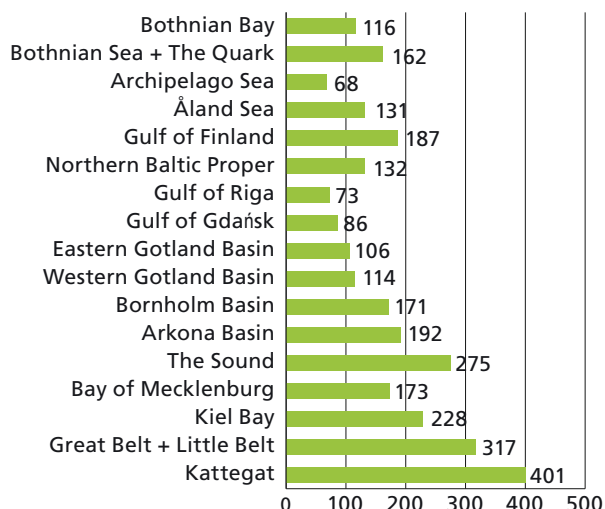 Bothnian Bay 116
Bothnian Sea + The Quark 162
Archipelago Sea 68
Åland Sea 131
Gulf of Finland 187
Northern Baltic Proper 132
Gulf of Riga 73
Gulf of Gdańsk 86
Eastern Gotland Basin 106
Western Gotland Basin 114
Bornholm Basin 171
Arkona Basin 192
The Sound 275
Bay of Mecklenburg 173
Kiel Bay 228
Great Belt + Little Belt 317
Kattegat 401
0 100 200 300 400 500